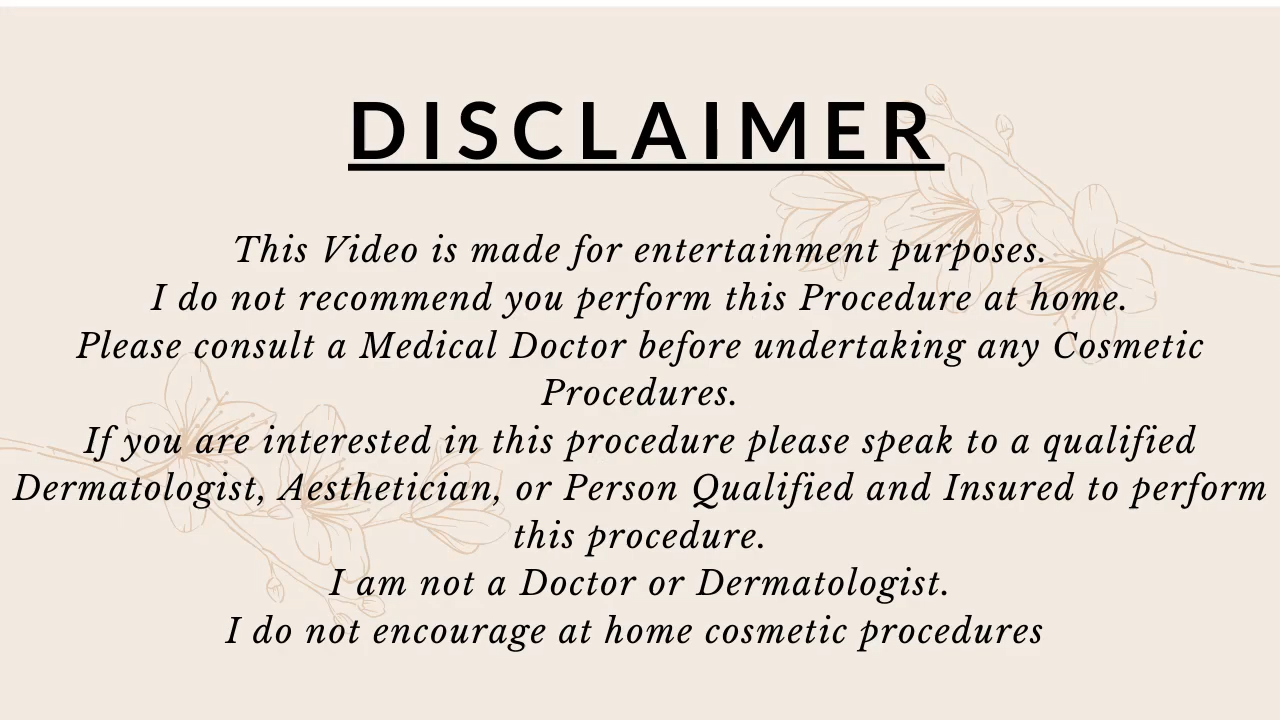 DISCLAIMER
This Video is made for entertainment purposes.
I do not recommend you perform this Procedure at home.
Please consult a Medical Doctor before undertaking any Cosmetic
Procedures.
If you are interested in this procedure please speak to a qualified
Dermatologist, Aesthetician, or Person Qualified and Insured to perform
this procedure.
I am not a Doctor or Dermatologist.
I do not encourage at home cosmetic procedures